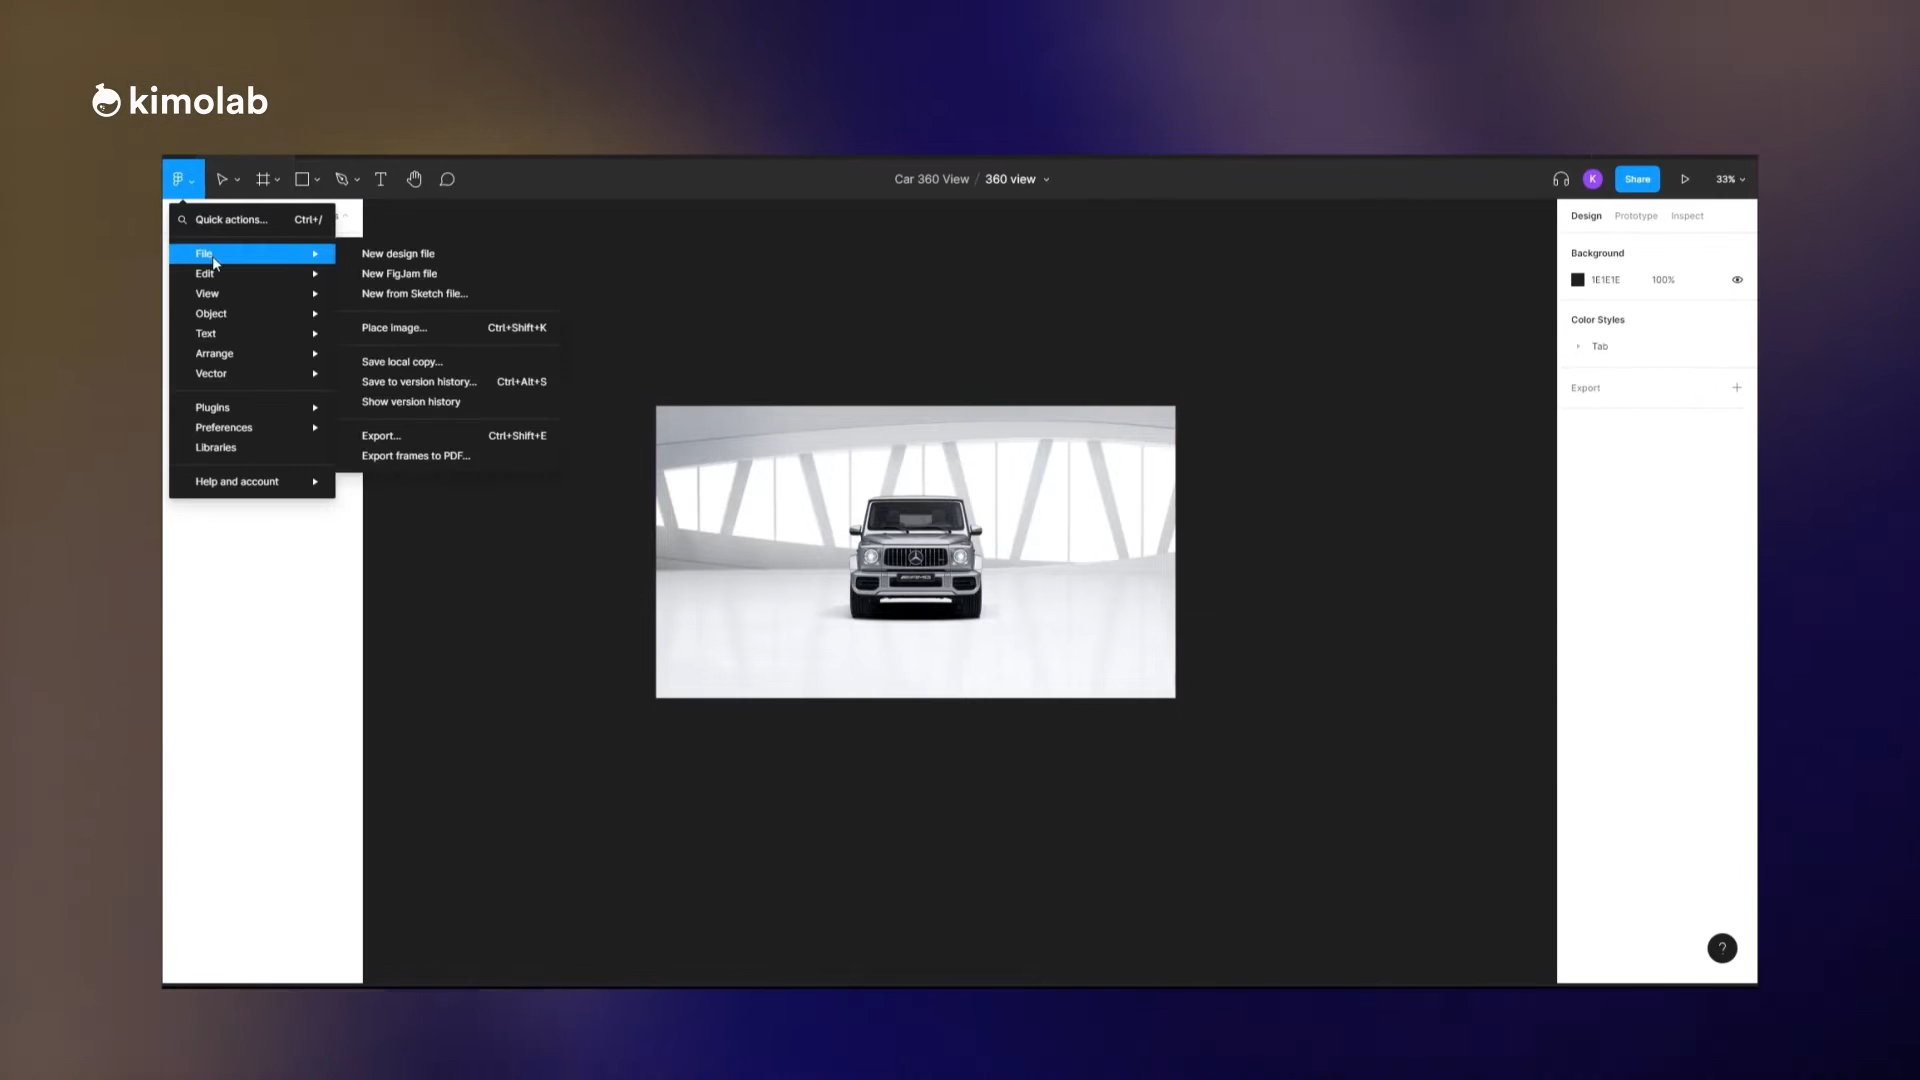 kimolab
Car 360 View / 360 view
K
Share
33%
Quick actions... Ctrl+/
File
Edit
View
Object
Text
Arrange
Vector
Plugins
Preferences
Libraries
Help and account
New design file
New FigJam file
New from Sketch file...
Place image... Ctrl+Shift+K
Save local copy...
Save to version history... Ctrl+Alt+S
Show version history
Export... Ctrl+Shift+E
Export frames to PDF...
Design Prototype Inspect
Background
1E1E1E 100%
Color Styles
Tab
Export
?